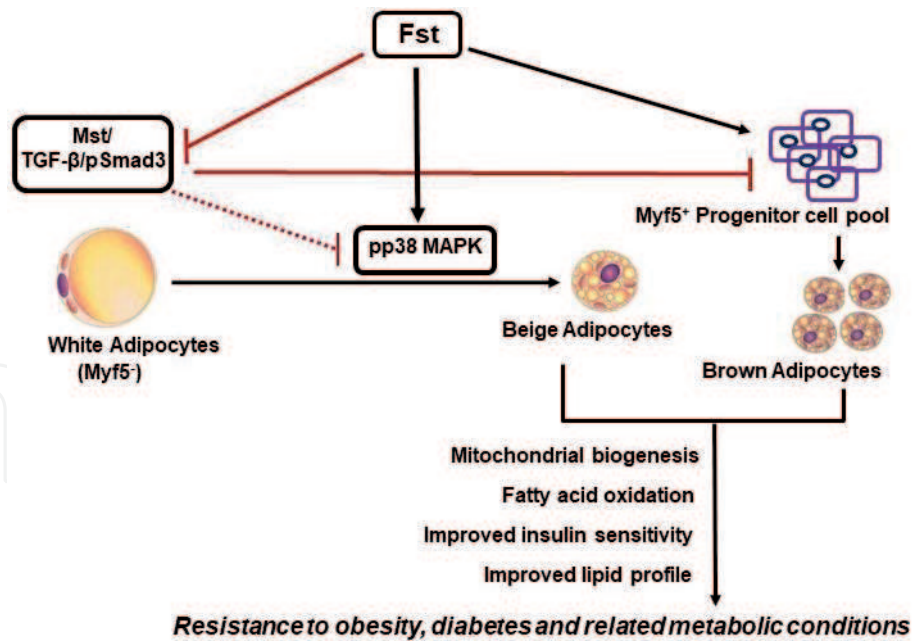 Fst
Mst/
TGF-β/pSmad3
Myf5⁺ Progenitor cell pool
pp38 MAPK
White Adipocytes
(Myf5⁻)
Beige Adipocytes
Brown Adipocytes
Mitochondrial biogenesis
Fatty acid oxidation
Improved insulin sensitivity
Improved lipid profile
Resistance to obesity, diabetes and related metabolic conditions